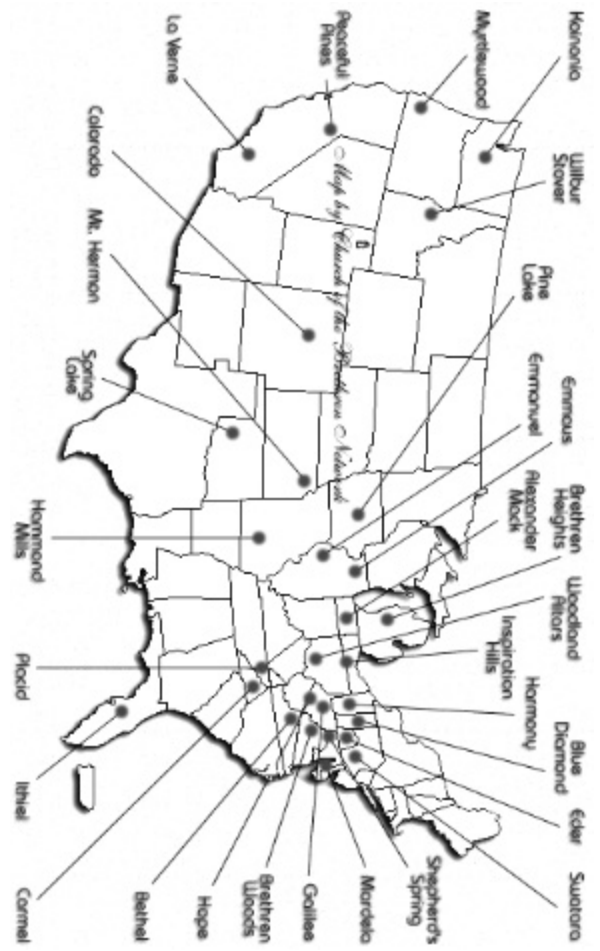 Koinonia
Wilbur
Stover
Pine
Lake
Emmanuel
Emmaus
Alexander
Mack
Brethren
Heights
Woodland
Altars
Inspiration
Hills
Harmony
Blue
Diamond
Eder
Swatara
Myrtlewood
Peaceful
Pines
La Verne
Map by Church of the Brethren Network
Colorado
Mt. Hermon
Spring
Lake
Hammond
Mills
Placid
Ithiel
Carmel
Bethel
Hope
Brethren
Woods
Galilee
Mardela
Shepherd's
Spring